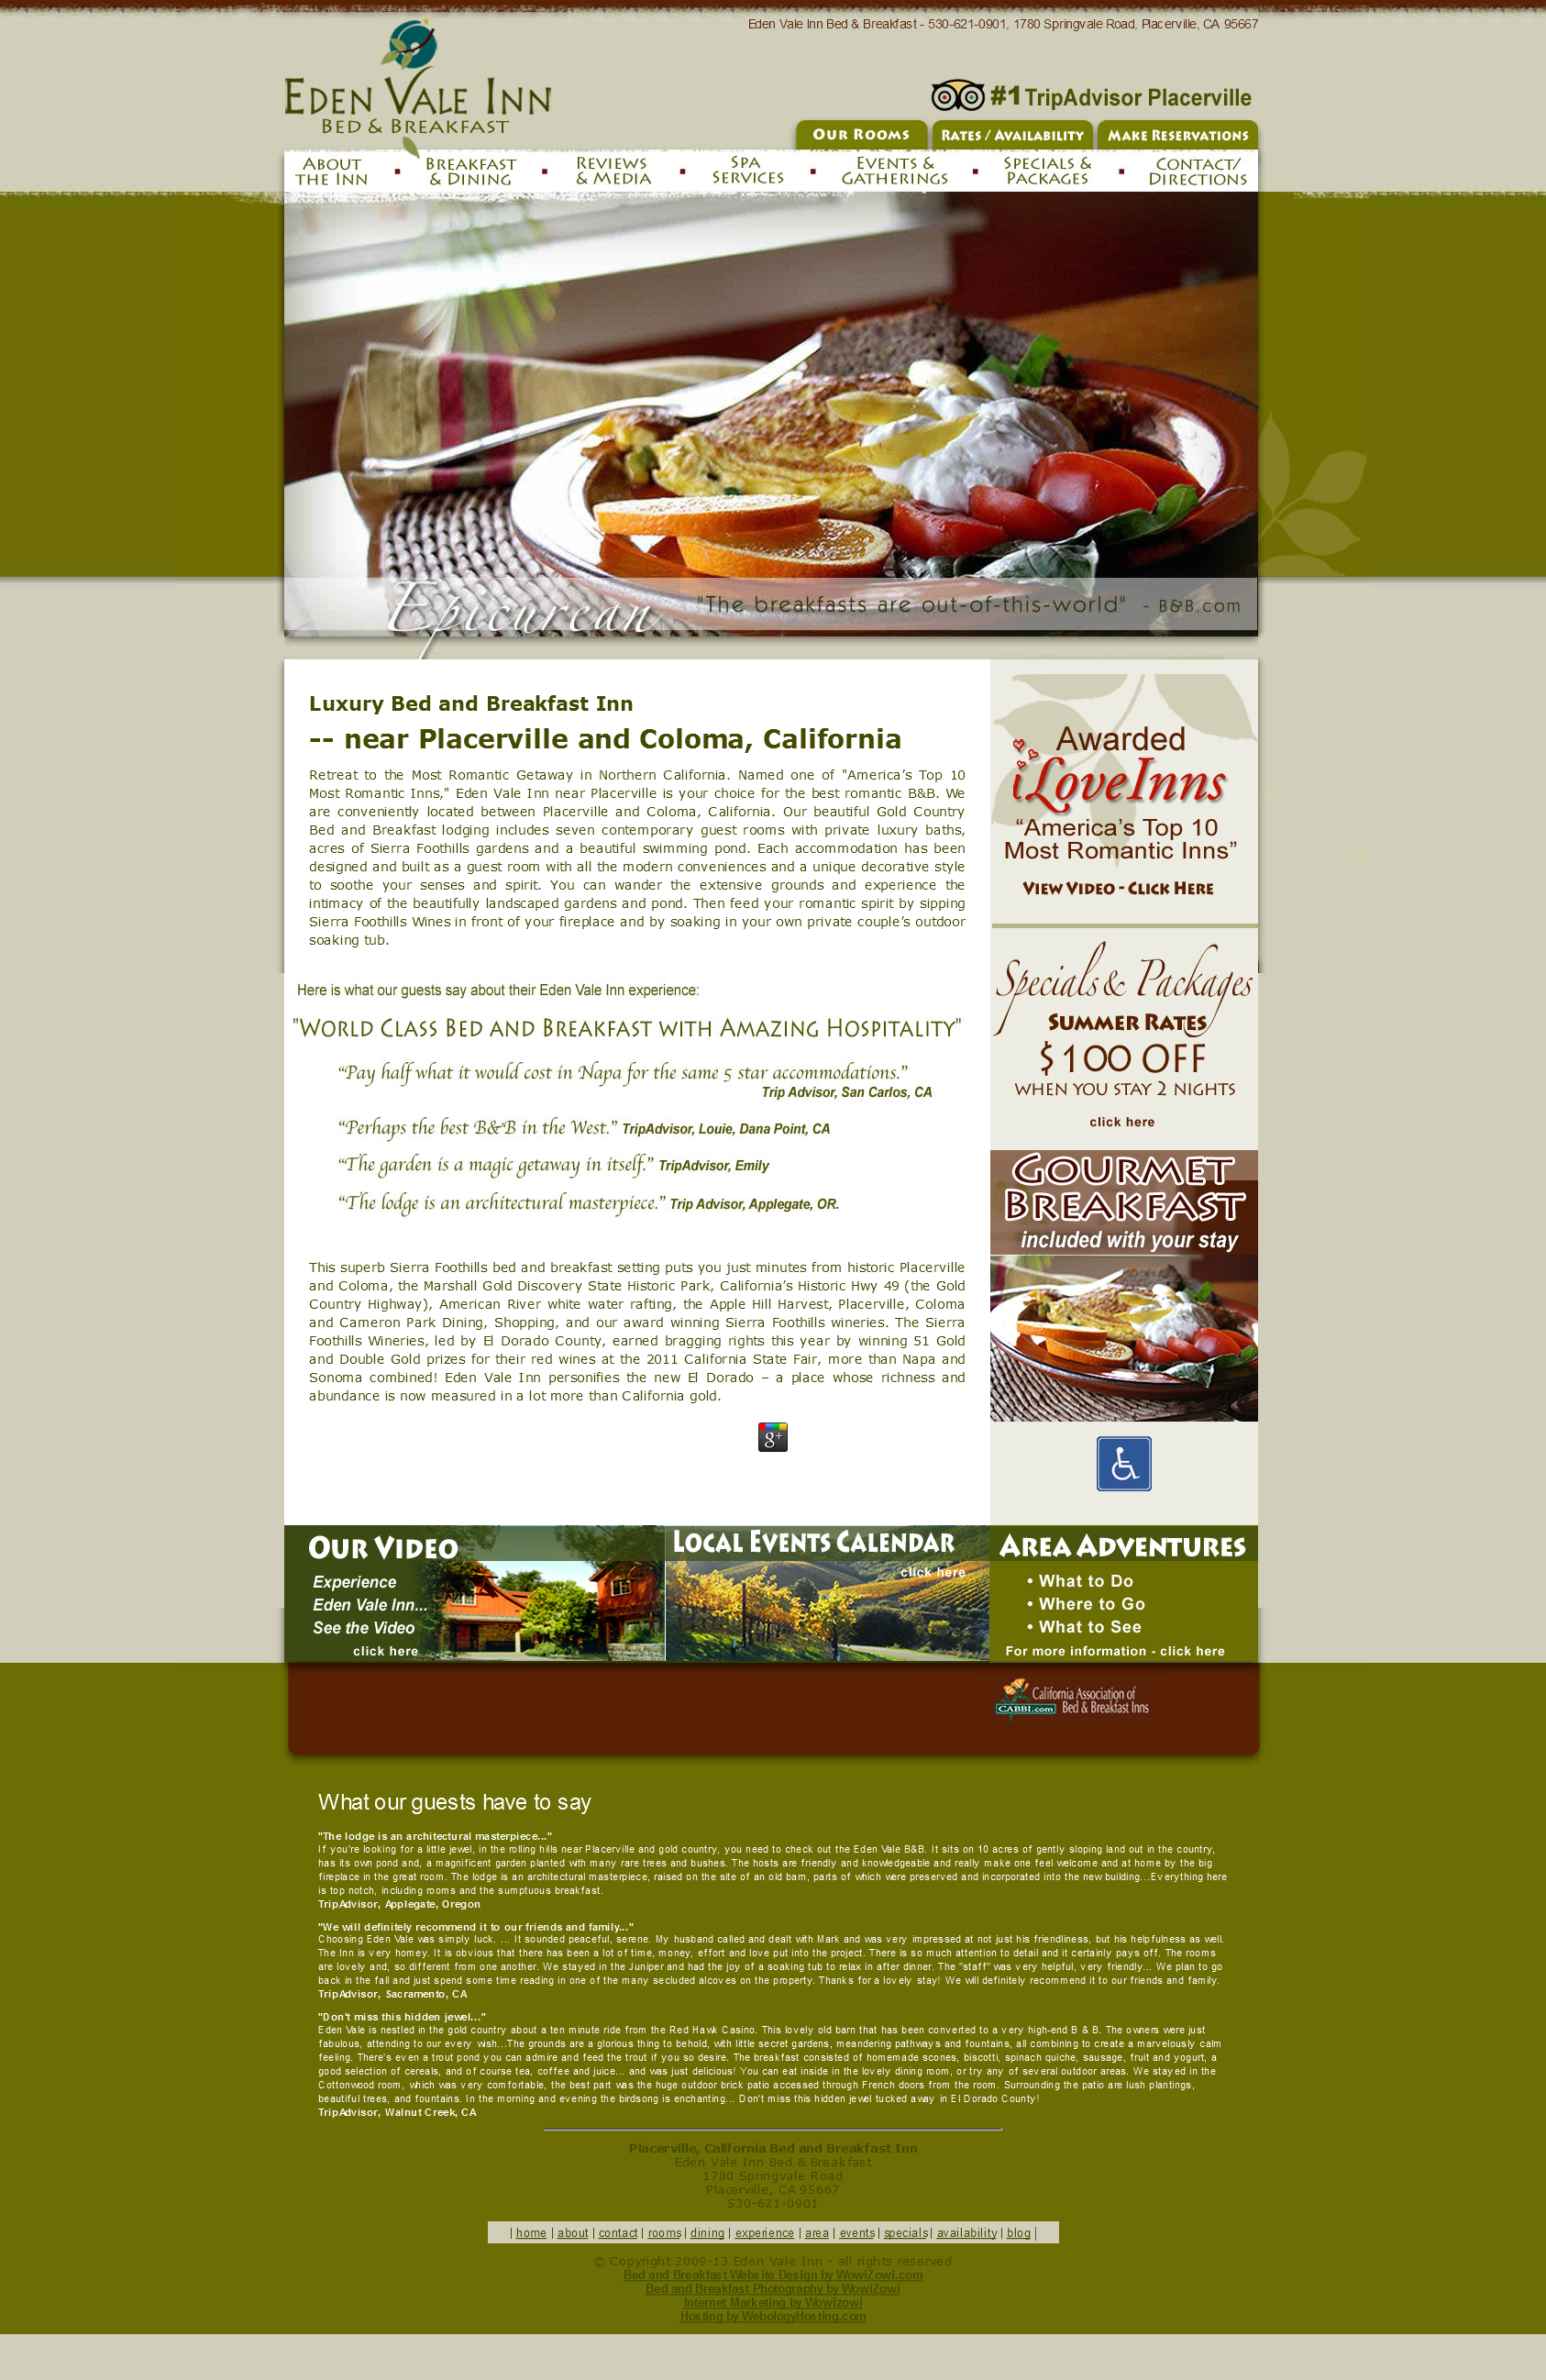 Eden Vale Inn Bed & Breakfast - 530-621-0901, 1780 Springvale Road, Placerville, CA 95667
EDEN VALE INN
BED & BREAKFAST
#1 TripAdvisor Placerville
OUR ROOMS
RATES / AVAILABILITY
MAKE RESERVATIONS
ABOUT THE INN
BREAKFAST & DINING
REVIEWS & MEDIA
SPA SERVICES
EVENTS & GATHERINGS
SPECIALS & PACKAGES
CONTACT/ DIRECTIONS
Epicurean
"The breakfasts are out-of-this-world" - B&B.com
Luxury Bed and Breakfast Inn
-- near Placerville and Coloma, California
Retreat to the Most Romantic Getaway in Northern California. Named one of "America’s Top 10
Most Romantic Inns," Eden Vale Inn near Placerville is your choice for the best romantic B&B. We
are conveniently located between Placerville and Coloma, California. Our beautiful Gold Country
Bed and Breakfast lodging includes seven contemporary guest rooms with private luxury baths,
acres of Sierra Foothills gardens and a beautiful swimming pond. Each accommodation has been
designed and built as a guest room with all the modern conveniences and a unique decorative style
to soothe your senses and spirit. You can wander the extensive grounds and experience the
intimacy of the beautifully landscaped gardens and pond. Then feed your romantic spirit by sipping
Sierra Foothills Wines in front of your fireplace and by soaking in your own private couple’s outdoor
soaking tub.
Here is what our guests say about their Eden Vale Inn experience:
"WORLD CLASS BED AND BREAKFAST WITH AMAZING HOSPITALITY"
“Pay half what it would cost in Napa for the same 5 star accommodations.”
Trip Advisor, San Carlos, CA
“Perhaps the best B&B in the West.” TripAdvisor, Louie, Dana Point, CA
“The garden is a magic getaway in itself.” TripAdvisor, Emily
“The lodge is an architectural masterpiece.” Trip Advisor, Applegate, OR.
This superb Sierra Foothills bed and breakfast setting puts you just minutes from historic Placerville
and Coloma, the Marshall Gold Discovery State Historic Park, California’s Historic Hwy 49 (the Gold
Country Highway), American River white water rafting, the Apple Hill Harvest, Placerville, Coloma
and Cameron Park Dining, Shopping, and our award winning Sierra Foothills wineries. The Sierra
Foothills Wineries, led by El Dorado County, earned bragging rights this year by winning 51 Gold
and Double Gold prizes for their red wines at the 2011 California State Fair, more than Napa and
Sonoma combined! Eden Vale Inn personifies the new El Dorado – a place whose richness and
abundance is now measured in a lot more than California gold.
g+
Awarded
iLoveInns
“America’s Top 10
Most Romantic Inns”
VIEW VIDEO - CLICK HERE
Specials & Packages
SUMMER RATES
$100 OFF
WHEN YOU STAY 2 NIGHTS
click here
GOURMET
BREAKFAST
included with your stay
OUR VIDEO
Experience
Eden Vale Inn...
See the Video
click here
LOCAL EVENTS CALENDAR
click here
AREA ADVENTURES
• What to Do
• Where to Go
• What to See
For more information - click here
California Association of
CABBI.com Bed & Breakfast Inns
What our guests have to say
"The lodge is an architectural masterpiece..."
If you're looking for a little jewel, in the rolling hills near Placerville and gold country, you need to check out the Eden Vale B&B. It sits on 10 acres of gently sloping land out in the country,
has its own pond and, a magnificent garden planted with many rare trees and bushes. The hosts are friendly and knowledgeable and really make one feel welcome and at home by the big
fireplace in the great room. The lodge is an architectural masterpiece, raised on the site of an old barn, parts of which were preserved and incorporated into the new building...Everything here
is top notch, including rooms and the sumptuous breakfast.
TripAdvisor, Applegate, Oregon
"We will definitely recommend it to our friends and family..."
Choosing Eden Vale was simply luck. ... It sounded peaceful, serene. My husband called and dealt with Mark and was very impressed at not just his friendliness, but his helpfulness as well.
The Inn is very homey. It is obvious that there has been a lot of time, money, effort and love put into the project. There is so much attention to detail and it certainly pays off. The rooms
are lovely and, so different from one another. We stayed in the Juniper and had the joy of a soaking tub to relax in after dinner. The "staff" was very helpful, very friendly... We plan to go
back in the fall and just spend some time reading in one of the many secluded alcoves on the property. Thanks for a lovely stay! We will definitely recommend it to our friends and family.
TripAdvisor, Sacramento, CA
"Don't miss this hidden jewel..."
Eden Vale is nestled in the gold country about a ten minute ride from the Red Hawk Casino. This lovely old barn that has been converted to a very high-end B & B. The owners were just
fabulous, attending to our every wish...The grounds are a glorious thing to behold, with little secret gardens, meandering pathways and fountains, all combining to create a marvelously calm
feeling. There's even a trout pond you can admire and feed the trout if you so desire. The breakfast consisted of homemade scones, biscotti, spinach quiche, sausage, fruit and yogurt, a
good selection of cereals, and of course tea, coffee and juice... and was just delicious! You can eat inside in the lovely dining room, or try any of several outdoor areas. We stayed in the
Cottonwood room, which was very comfortable, the best part was the huge outdoor brick patio accessed through French doors from the room. Surrounding the patio are lush plantings,
beautiful trees, and fountains. In the morning and evening the birdsong is enchanting... Don't miss this hidden jewel tucked away in El Dorado County!
TripAdvisor, Walnut Creek, CA
Placerville, California Bed and Breakfast Inn
Eden Vale Inn Bed & Breakfast
1780 Springvale Road
Placerville, CA 95667
530-621-0901
| home | about | contact | rooms | dining | experience | area | events | specials | availability | blog |
© Copyright 2009-13 Eden Vale Inn - all rights reserved
Bed and Breakfast Website Design by WowiZowi.com
Bed and Breakfast Photography by WowiZowi
Internet Marketing by Wowizowi
Hosting by WebologyHosting.com